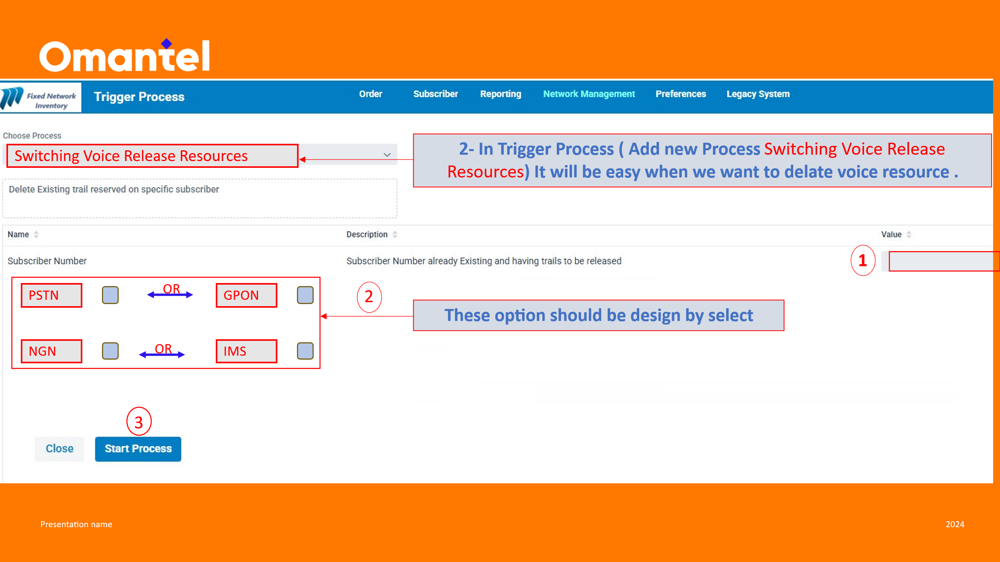 Omantel
Fixed Network
Inventory
Trigger Process
Order
Subscriber
Reporting
Network Management
Preferences
Legacy System
Choose Process
Switching Voice Release Resources
2- In Trigger Process ( Add new Process Switching Voice Release
Resources) It will be easy when we want to delate voice resource .
Delete Existing trail reserved on specific subscriber
Name
Description
Value
Subscriber Number
Subscriber Number already Existing and having trails to be released
1
PSTN
OR
GPON
2
These option should be design by select
NGN
OR
IMS
3
Close
Start Process
Presentation name
2024